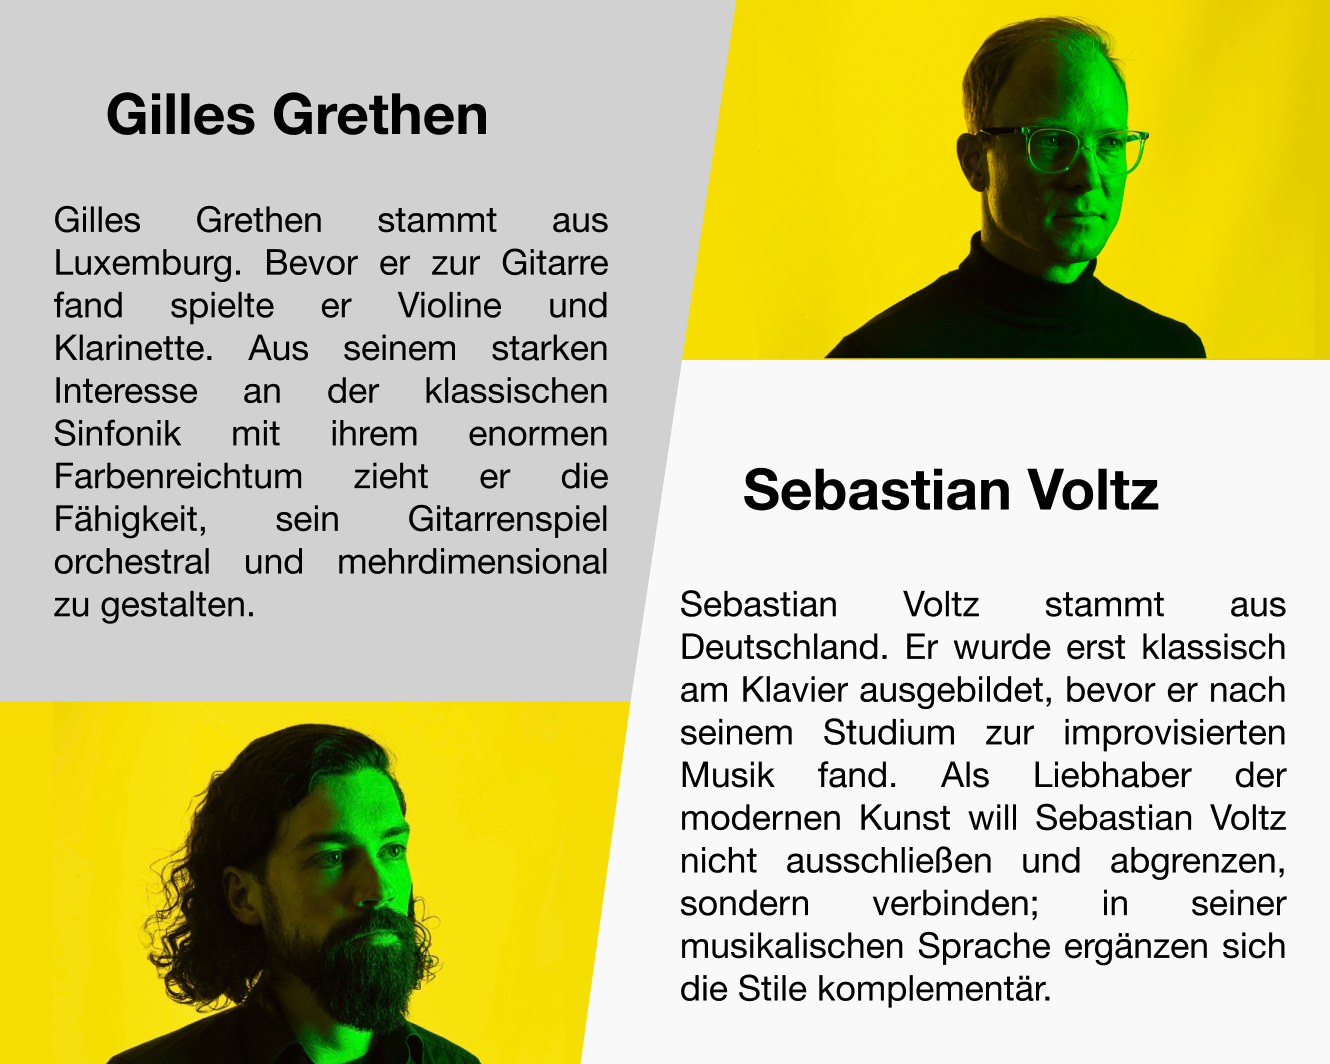 Gilles Grethen
Gilles Grethen stammt aus
Luxemburg. Bevor er zur Gitarre
fand spielte er Violine und
Klarinette. Aus seinem starken
Interesse an der klassischen
Sinfonik mit ihrem enormen
Farbenreichtum zieht er die
Fähigkeit, sein Gitarrenspiel
orchestral und mehrdimensional
zu gestalten.
Sebastian Voltz
Sebastian Voltz stammt aus
Deutschland. Er wurde erst klassisch
am Klavier ausgebildet, bevor er nach
seinem Studium zur improvisierten
Musik fand. Als Liebhaber der
modernen Kunst will Sebastian Voltz
nicht ausschließen und abgrenzen,
sondern verbinden; in seiner
musikalischen Sprache ergänzen sich
die Stile komplementär.